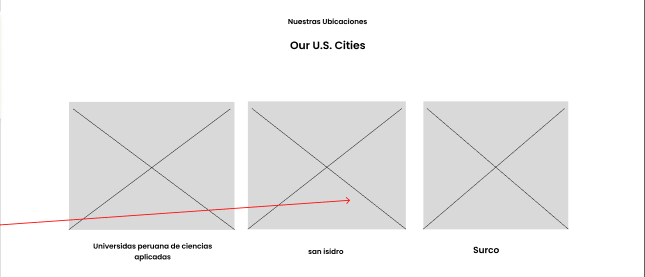 Nuestras Ubicaciones
Our U.S. Cities
Universidas peruana de ciencias
aplicadas
san isidro
Surco